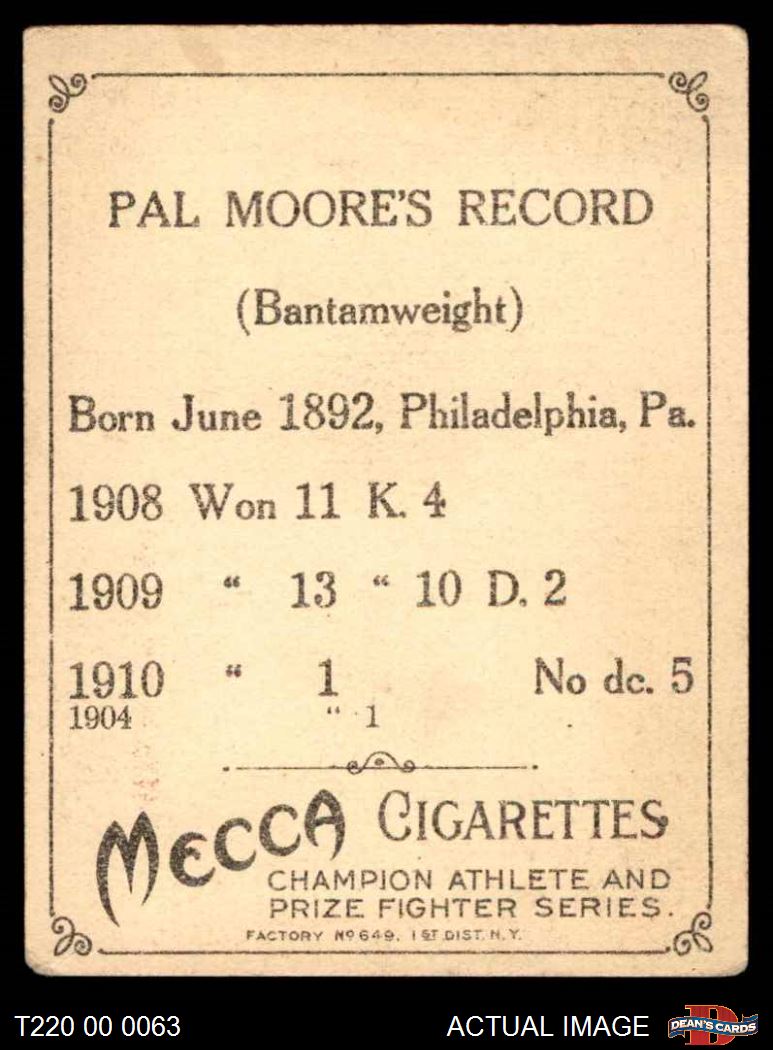 PAL MOORE'S RECORD
(Bantamweight)
Born June 1892, Philadelphia, Pa.
1908 Won 11 K. 4
1909 “ 13 “ 10 D. 2
1910 “ 1 No dc. 5
1904 “ 1
MECCA CIGARETTES
CHAMPION ATHLETE AND
PRIZE FIGHTER SERIES.
FACTORY Nº 649. 1ST DIST. N.Y.
T220 00 0063 ACTUAL IMAGE DEAN'S CARDS